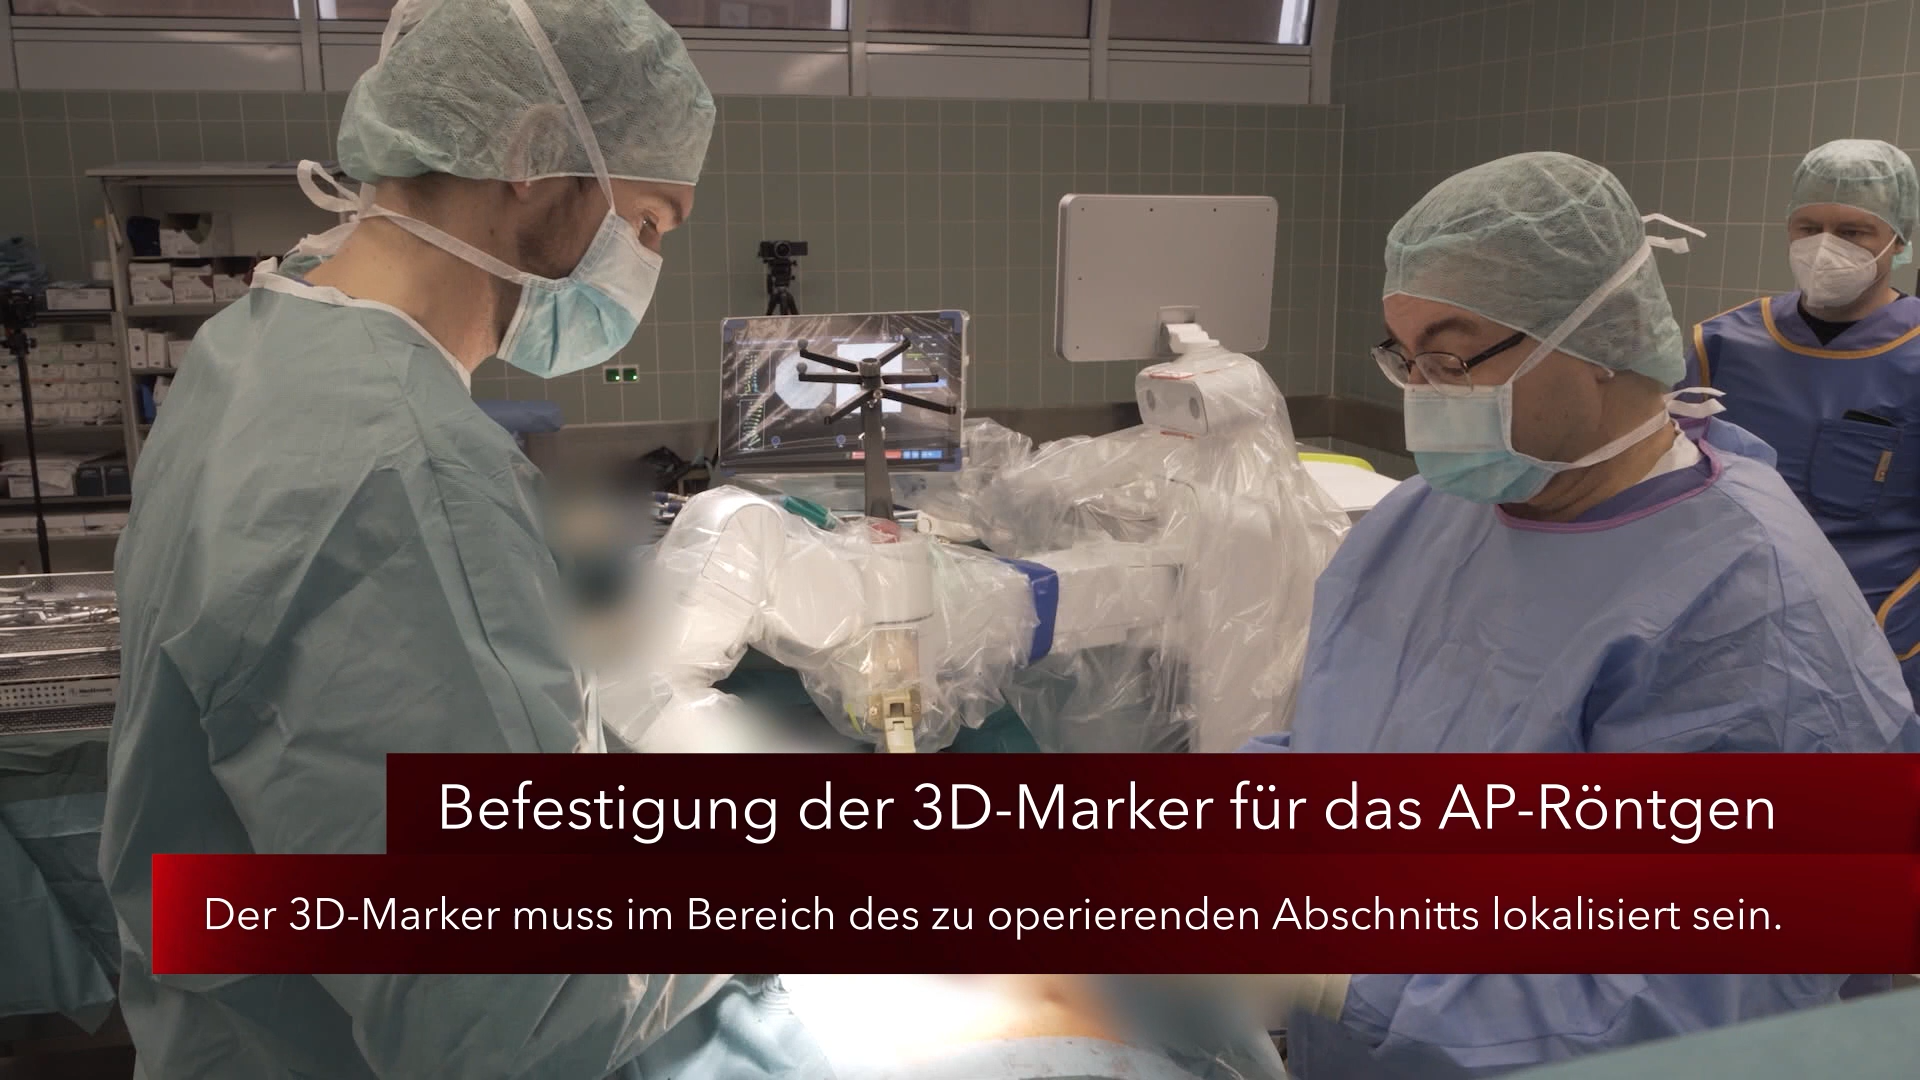 Befestigung der 3D-Marker für das AP-Röntgen
Der 3D-Marker muss im Bereich des zu operierenden Abschnitts lokalisiert sein.